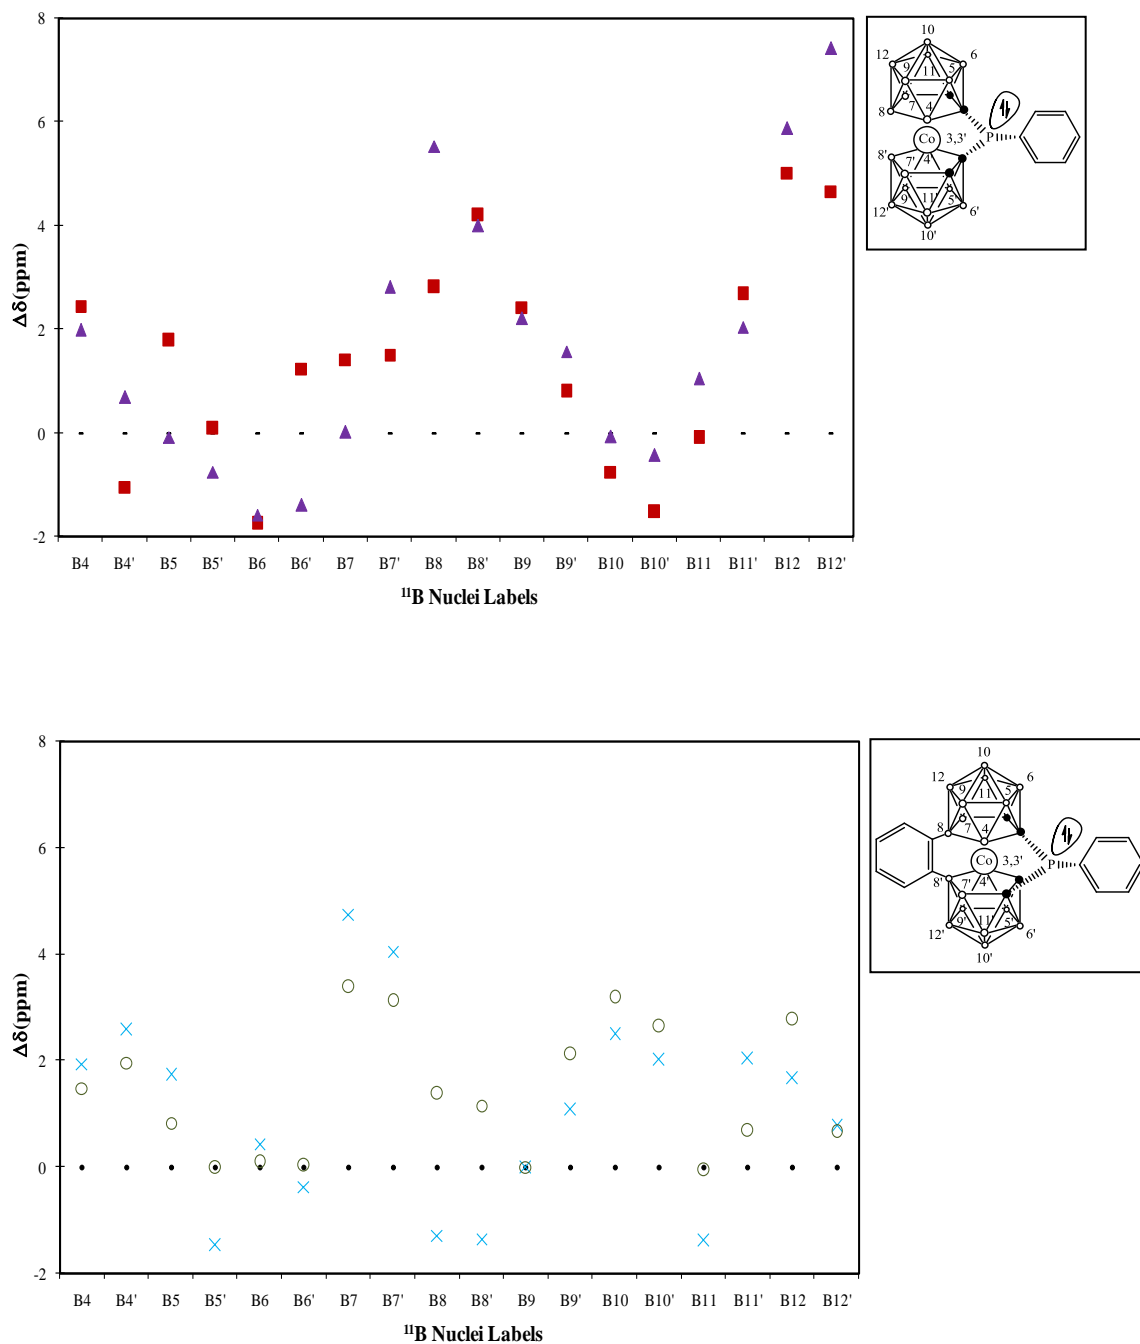 8
6
4
2
0
-2
Δδ(ppm)
B4 B4' B5 B5' B6 B6' B7 B7' B8 B8' B9 B9' B10 B10' B11 B11' B12 B12'
¹¹B Nuclei Labels
10
12 6
9 11 5
8 7 4
Co 3,3' P
8' 7' 4'
9' 11' 5'
12' 6'
10'
8
6
4
2
0
-2
Δδ(ppm)
B4 B4' B5 B5' B6 B6' B7 B7' B8 B8' B9 B9' B10 B10' B11 B11' B12 B12'
¹¹B Nuclei Labels
10
12 6
9 11 5
8 7 4
Co 3,3' P
8' 7' 4'
9' 11' 5'
12' 6'
10'